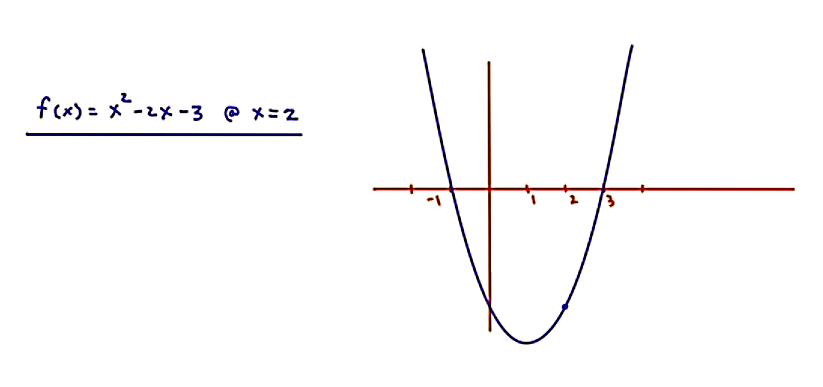 f(x) = x² - 2x - 3 @ x = 2
-1 1 2 3